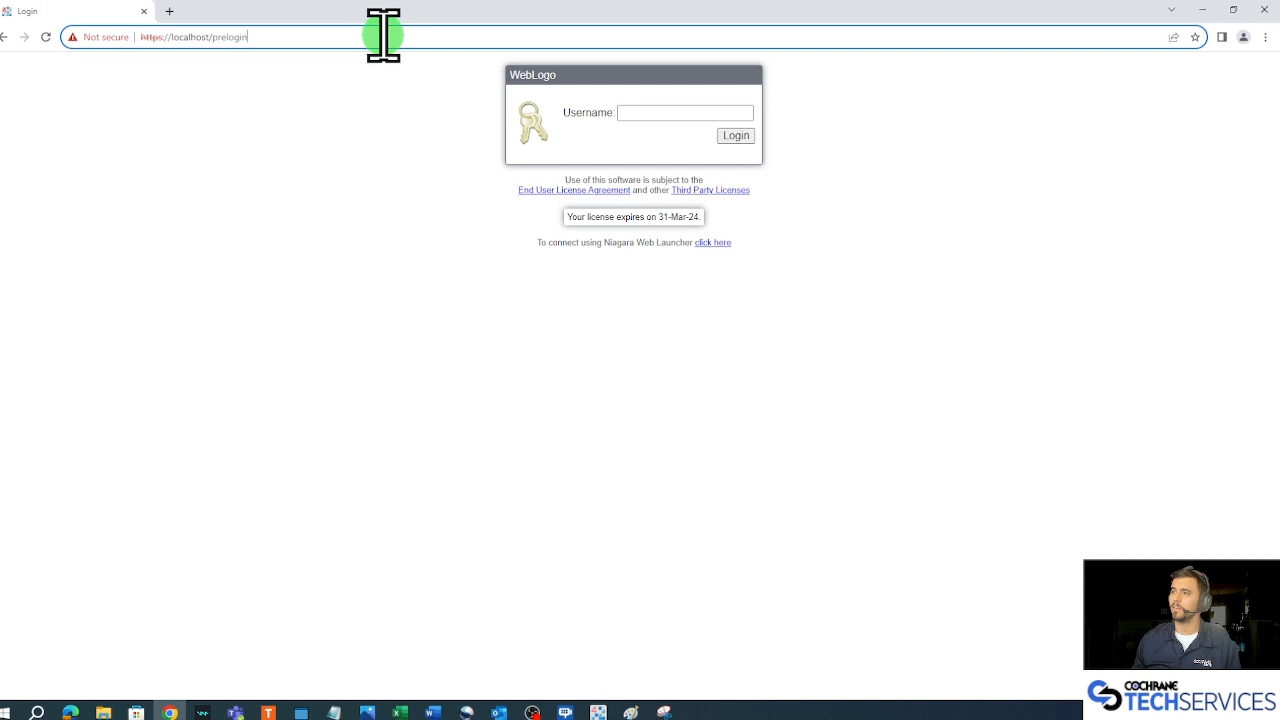 Login
Not secure
https://localhost/prelogin
WebLogo
Username:
Login
Use of this software is subject to the
End User License Agreement and other Third Party Licenses
Your license expires on 31-Mar-24.
To connect using Niagara Web Launcher click here
COCHRANE
TECHSERVICES